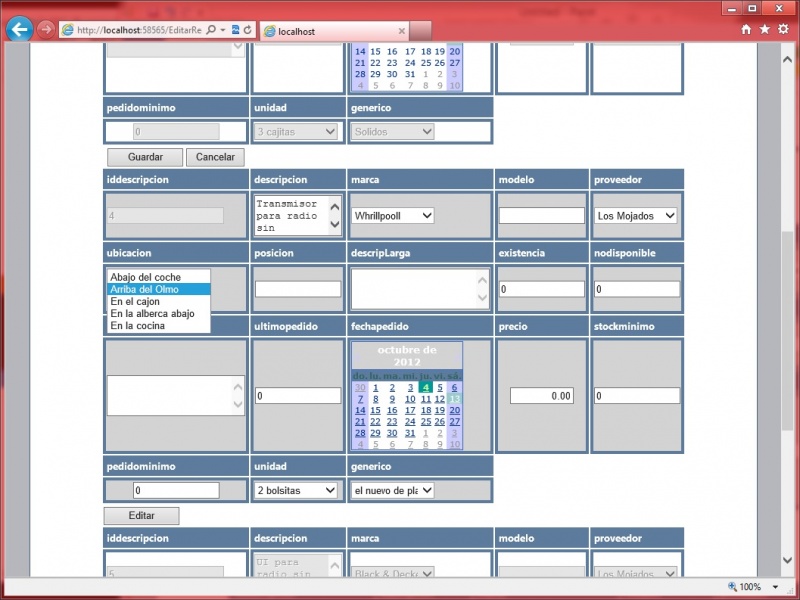 http://localhost:58565/EditarRe
localhost
14 15 16 17 18 19 20
21 22 23 24 25 26 27
28 29 30 31 1 2 3
4 5 6 7 8 9 10
pedidominimo unidad generico
0 3 cajitas Solidos
Guardar Cancelar
iddescripcion descripcion marca modelo proveedor
4 Transmisor para radio sin Whrillpooll Los Mojados
ubicacion posicion descripLarga existencia nodisponible
Abajo del coche
Arriba del Olmo
En el cajon
En la alberca abajo
En la cocina
0 0
ultimopedido fechapedido precio stockminimo
octubre de
2012
do. lu. ma. mi. ju. vi. sá.
30 1 2 3 4 5 6
7 8 9 10 11 12 13
14 15 16 17 18 19 20
21 22 23 24 25 26 27
28 29 30 31 1 2 3
4 5 6 7 8 9 10
0 0.00 0
pedidominimo unidad generico
0 2 bolsitas el nuevo de pla
Editar
iddescripcion descripcion marca modelo proveedor
5 UI para radio sin Black & Decke Los Mojados
100%